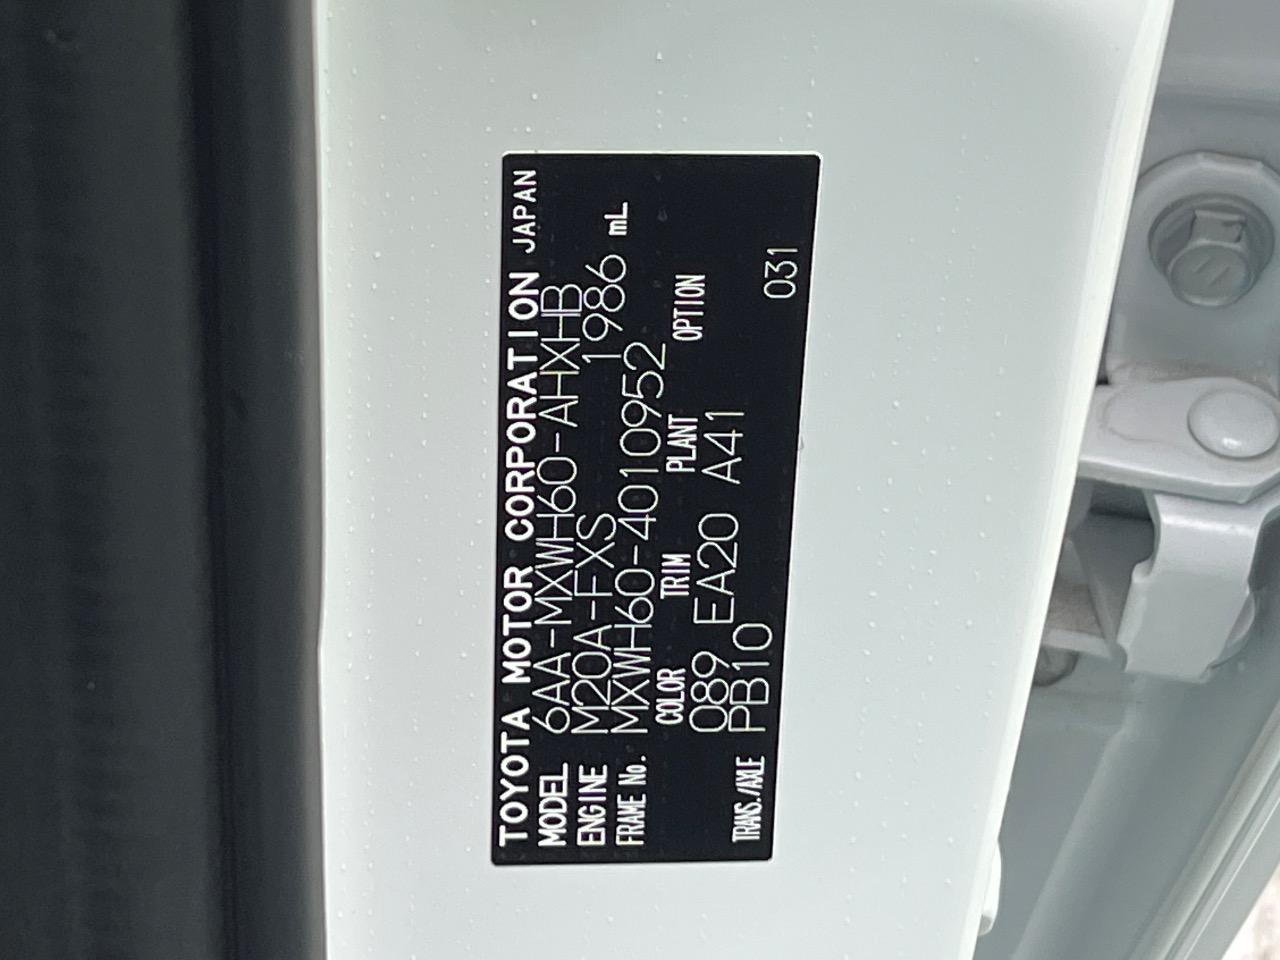 TOYOTA MOTOR CORPORATION JAPAN
MODEL 6AA-MXWH60-AHXHB
ENGINE M20A-FXS 1986 mL
FRAME No. MXWH60-4010952
COLOR TRIM PLANT OPTION
089 EA20 A41
TRANS./AXLE PB10 031